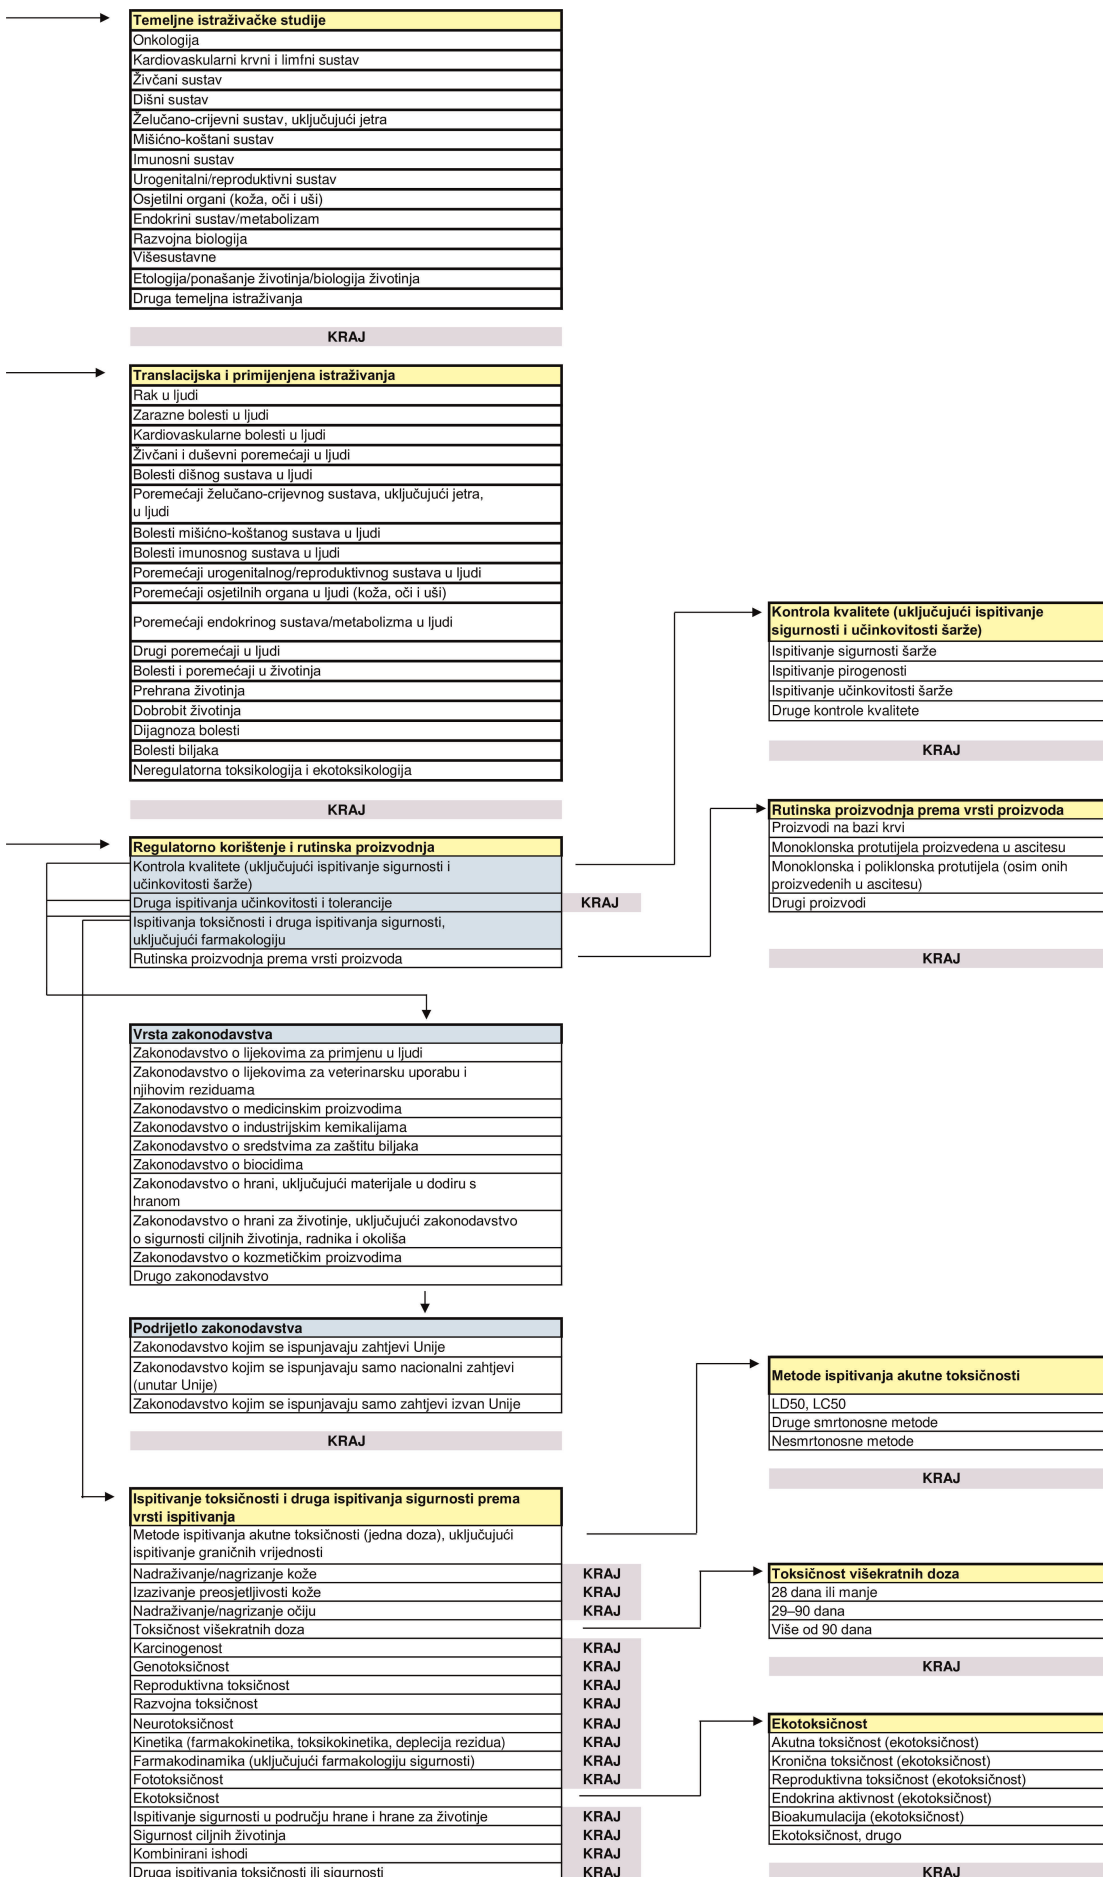 Temeljne istraživačke studije
Onkologija
Kardiovaskularni krvni i limfni sustav
Živčani sustav
Dišni sustav
Želučano-crijevni sustav, uključujući jetra
Mišićno-koštani sustav
Imunosni sustav
Urogenitalni/reproduktivni sustav
Osjetilni organi (koža, oči i uši)
Endokrini sustav/metabolizam
Razvojna biologija
Višesustavne
Etologija/ponašanje životinja/biologija životinja
Druga temeljna istraživanja
KRAJ
Translacijska i primijenjena istraživanja
Rak u ljudi
Zarazne bolesti u ljudi
Kardiovaskularne bolesti u ljudi
Živčani i duševni poremećaji u ljudi
Bolesti dišnog sustava u ljudi
Poremećaji želučano-crijevnog sustava, uključujući jetra,
u ljudi
Bolesti mišićno-koštanog sustava u ljudi
Bolesti imunosnog sustava u ljudi
Poremećaji urogenitalnog/reproduktivnog sustava u ljudi
Poremećaji osjetilnih organa u ljudi (koža, oči i uši)
Poremećaji endokrinog sustava/metabolizma u ljudi
Drugi poremećaji u ljudi
Bolesti i poremećaji u životinja
Prehrana životinja
Dobrobit životinja
Dijagnoza bolesti
Bolesti biljaka
Neregulatorna toksikologija i ekotoksikologija
KRAJ
Kontrola kvalitete (uključujući ispitivanje
sigurnosti i učinkovitosti šarže)
Ispitivanje sigurnosti šarže
Ispitivanje pirogenosti
Ispitivanje učinkovitosti šarže
Druge kontrole kvalitete
KRAJ
Rutinska proizvodnja prema vrsti proizvoda
Proizvodi na bazi krvi
Monoklonska protutijela proizvedena u ascitesu
Monoklonska i poliklonska protutijela (osim onih
proizvedenih u ascitesu)
Drugi proizvodi
KRAJ
Regulatorno korištenje i rutinska proizvodnja
Kontrola kvalitete (uključujući ispitivanje sigurnosti i
učinkovitosti šarže)
Druga ispitivanja učinkovitosti i tolerancije
KRAJ
Ispitivanja toksičnosti i druga ispitivanja sigurnosti,
uključujući farmakologiju
Rutinska proizvodnja prema vrsti proizvoda
Vrsta zakonodavstva
Zakonodavstvo o lijekovima za primjenu u ljudi
Zakonodavstvo o lijekovima za veterinarsku uporabu i
njihovim reziduama
Zakonodavstvo o medicinskim proizvodima
Zakonodavstvo o industrijskim kemikalijama
Zakonodavstvo o sredstvima za zaštitu biljaka
Zakonodavstvo o biocidima
Zakonodavstvo o hrani, uključujući materijale u dodiru s
hranom
Zakonodavstvo o hrani za životinje, uključujući zakonodavstvo
o sigurnosti ciljnih životinja, radnika i okoliša
Zakonodavstvo o kozmetičkim proizvodima
Drugo zakonodavstvo
Podrijetlo zakonodavstva
Zakonodavstvo kojim se ispunjavaju zahtjevi Unije
Zakonodavstvo kojim se ispunjavaju samo nacionalni zahtjevi
(unutar Unije)
Zakonodavstvo kojim se ispunjavaju samo zahtjevi izvan Unije
KRAJ
Metode ispitivanja akutne toksičnosti
LD50, LC50
Druge smrtonosne metode
Nesmrtonosne metode
KRAJ
Ispitivanje toksičnosti i druga ispitivanja sigurnosti prema
vrsti ispitivanja
Metode ispitivanja akutne toksičnosti (jedna doza), uključujući
ispitivanje graničnih vrijednosti
Nadraživanje/nagrizanje kože
KRAJ
Izazivanje preosjetljivosti kože
KRAJ
Nadraživanje/nagrizanje očiju
KRAJ
Toksičnost višekratnih doza
Karcinogenost
KRAJ
Genotoksičnost
KRAJ
Reproduktivna toksičnost
KRAJ
Razvojna toksičnost
KRAJ
Neurotoksičnost
KRAJ
Kinetika (farmakokinetika, toksikokinetika, deplecija rezidua)
KRAJ
Farmakodinamika (uključujući farmakologiju sigurnosti)
KRAJ
Fototoksičnost
KRAJ
Ekotoksičnost
Ispitivanje sigurnosti u području hrane i hrane za životinje
KRAJ
Sigurnost ciljnih životinja
KRAJ
Kombinirani ishodi
KRAJ
Druga ispitivanja toksičnosti ili sigurnosti
KRAJ
Toksičnost višekratnih doza
28 dana ili manje
29–90 dana
Više od 90 dana
KRAJ
Ekotoksičnost
Akutna toksičnost (ekotoksičnost)
Kronična toksičnost (ekotoksičnost)
Reproduktivna toksičnost (ekotoksičnost)
Endokrina aktivnost (ekotoksičnost)
Bioakumulacija (ekotoksičnost)
Ekotoksičnost, drugo
KRAJ